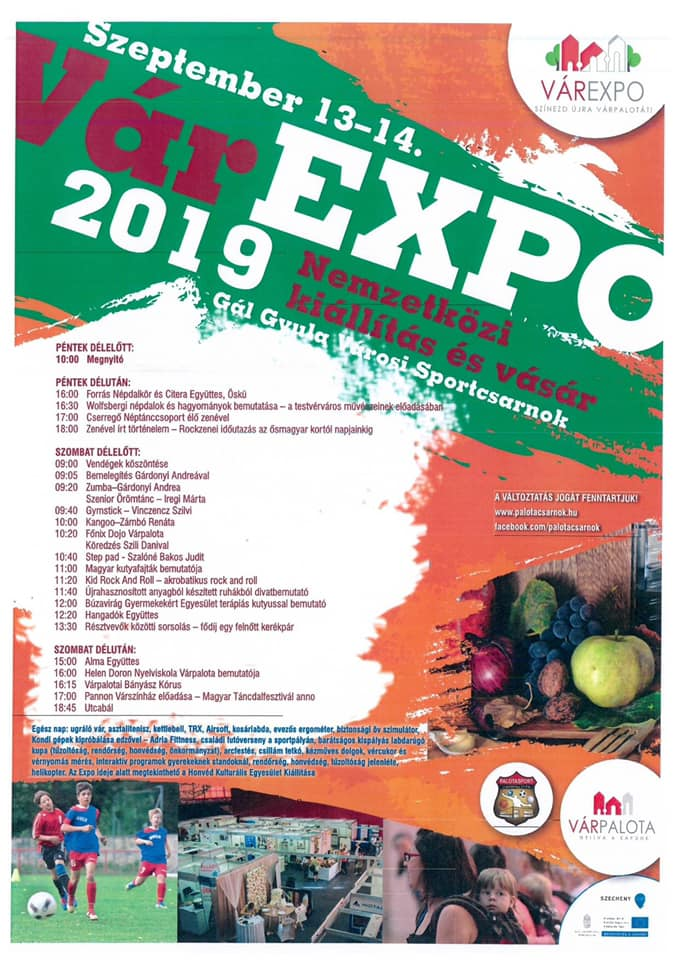 Szeptember 13–14.
VárEXPO
2019
Nemzetközi
kiállítás és vásár
Gál Gyula Városi Sportcsarnok
VÁREXPO
SZÍNEZD ÚJRA VÁRPALOTÁT!
PÉNTEK DÉLELŐTT:
10:00 Megnyitó
PÉNTEK DÉLUTÁN:
16:00 Forrás Népdalkör és Citera Együttes, Öskü
16:30 Wolfsbergi népdalok és hagyományok bemutatása – a testvérváros művészeinek előadásában
17:00 Cseregő Néptánccsoport élő zenével
18:00 Zenével írt történelem – Rockzenei időutazás az ősmagyar kortól napjainkig
SZOMBAT DÉLELŐTT:
09:00 Vendégek köszöntése
09:05 Bemelegítés Gárdonyi Andreával
09:20 Zumba–Gárdonyi Andrea
Szenior Örömtánc – Iregi Márta
09:40 Gymstick – Vinczencz Szilvi
10:00 Kangoo–Zámbó Renáta
10:20 Főnix Dojo Várpalota
Köredzés Szili Danival
10:40 Step pad - Szalóné Bakos Judit
11:00 Magyar kutyafajták bemutatója
11:20 Kid Rock And Roll – akrobatikus rock and roll
11:40 Újrahasznosított anyagból készített ruhákból divatbemutató
12:00 Búzavirág Gyermekekért Egyesület terápiás kutyussal bemutató
12:20 Hangadók Együttes
13:30 Résztvevők közötti sorsolás – fődíj egy felnőtt kerékpár
SZOMBAT DÉLUTÁN:
15:00 Alma Együttes
16:00 Helen Doron Nyelviskola Várpalota bemutatója
16:15 Várpalotai Bányász Kórus
17:00 Pannon Várszínház előadása – Magyar Táncdalfesztivál anno
18:45 Utcabál
A VÁLTOZTATÁS JOGÁT FENNTARTJUK!
www.palotacsarnok.hu
facebook.com/palotacsarnok
Egész nap: ugráló vár, asztalitenisz, kettlebell, TRX, Airsoft, kosárlabda, evezős ergométer, biztonsági öv szimulátor,
Kondi gépek kipróbálása edzővel – Adria Fittness, családi futóverseny a sportpályán, barátságos kispályás labdarúgó
kupa (tűzoltóság, rendőrség, honvédség, önkormányzat), arcfestés, csillám tetkó, kézműves dolgok, vércukor és
vérnyomás mérés, interaktív programok gyerekeknek standoknál, rendőrség, honvédség, tűzoltóság jelenléte,
helikopter. Az Expo ideje alatt megtekinthető a Honvéd Kulturális Egyesület Kiállítása
PALOTASPORT
VÁRPALOTA
NYITVA A KAPUNK
SZÉCHENYI